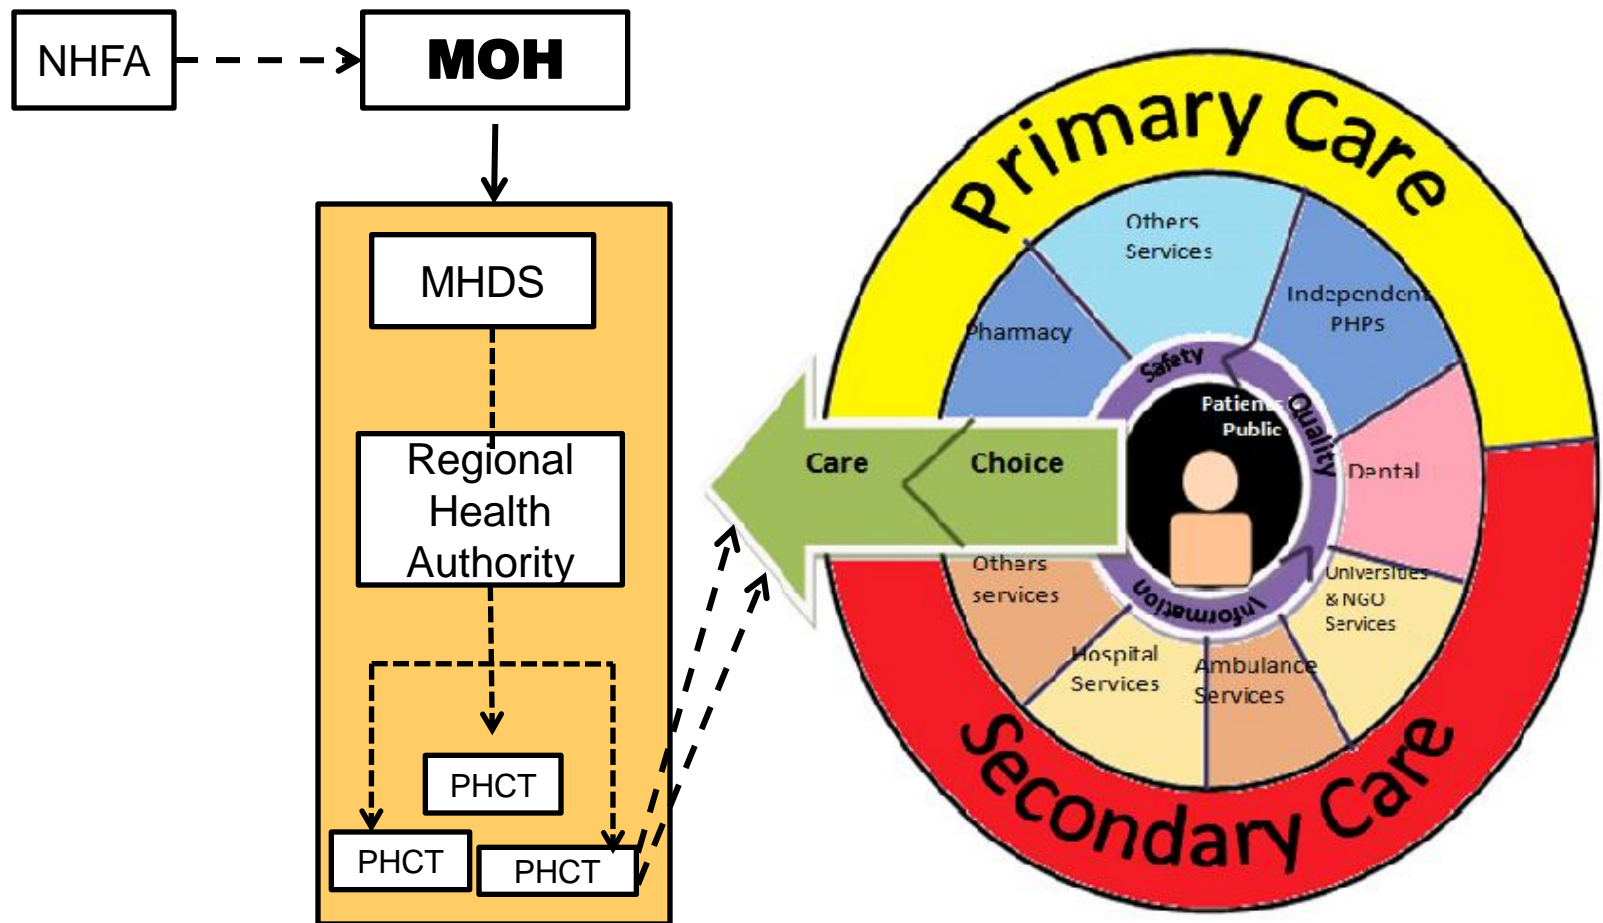 NHFA
MOH
MHDS
Regional
Health
Authority
PHCT
PHCT
PHCT
Primary Care
Others
Services
Pharmacy
Independent
PHPs
Safety
Quality
Information
Patients
Public
Dental
Care
Choice
Universities
& NGO
Services
Others
services
Hospital
Services
Ambulance
Services
Secondary Care